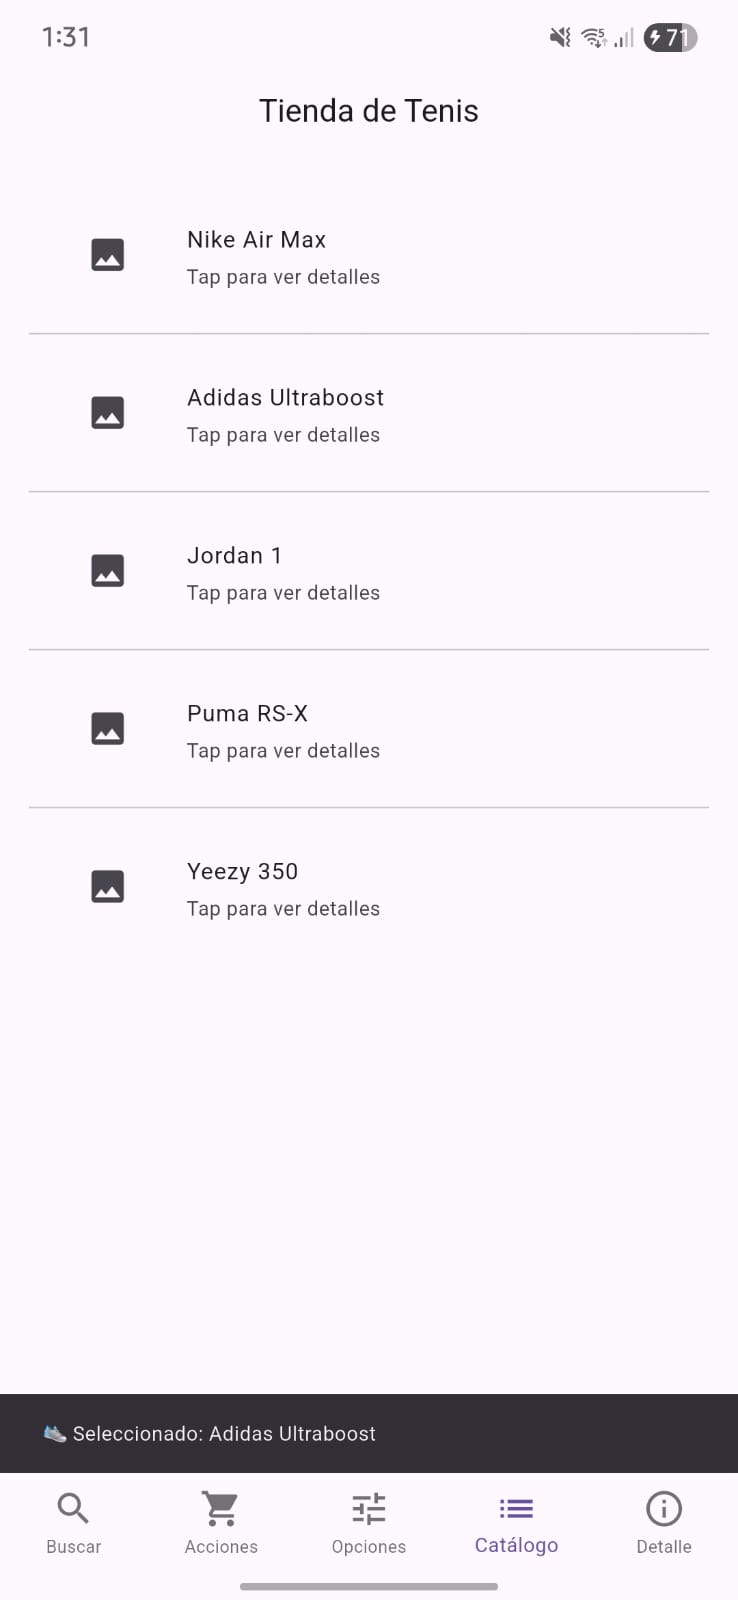 1:31
5
71
Tienda de Tenis
Nike Air Max
Tap para ver detalles
Adidas Ultraboost
Tap para ver detalles
Jordan 1
Tap para ver detalles
Puma RS-X
Tap para ver detalles
Yeezy 350
Tap para ver detalles
👟 Seleccionado: Adidas Ultraboost
Buscar
Acciones
Opciones
Catálogo
Detalle